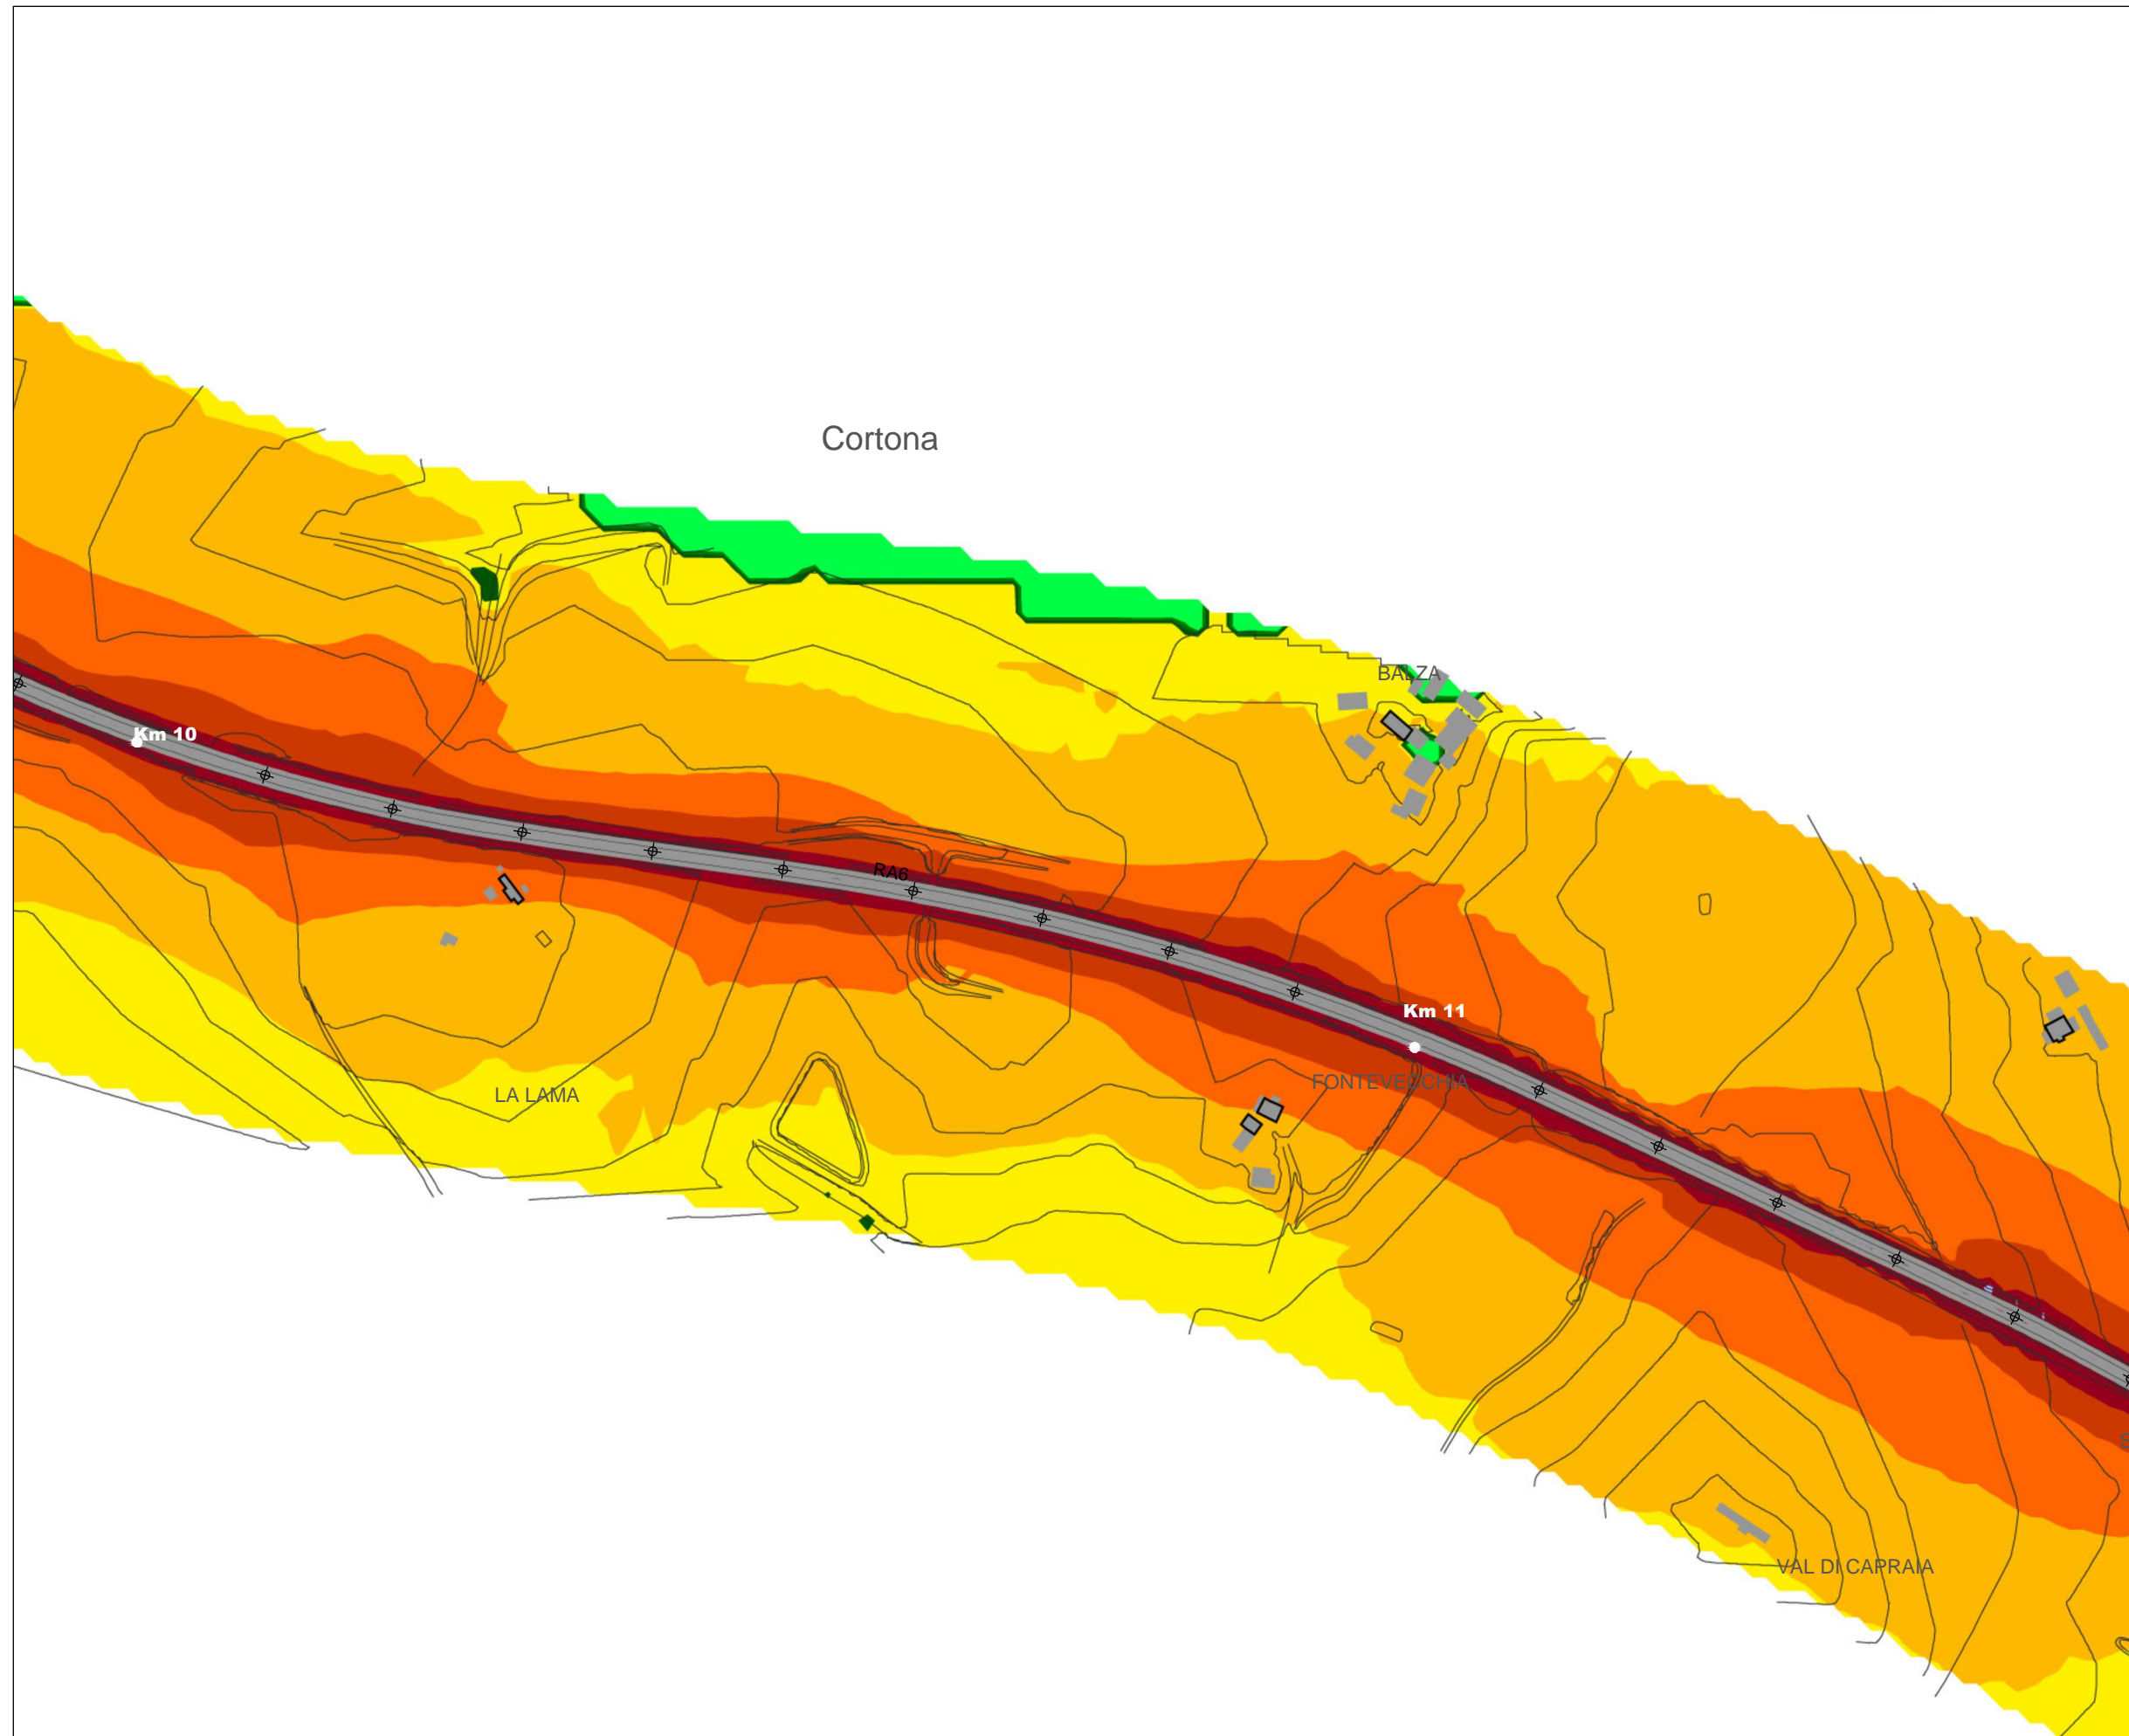 Cortona
BALZA
Km 10
RA6
Km 11
FONTEVECCHIA
LA LAMA
VAL DI CAPRAIA